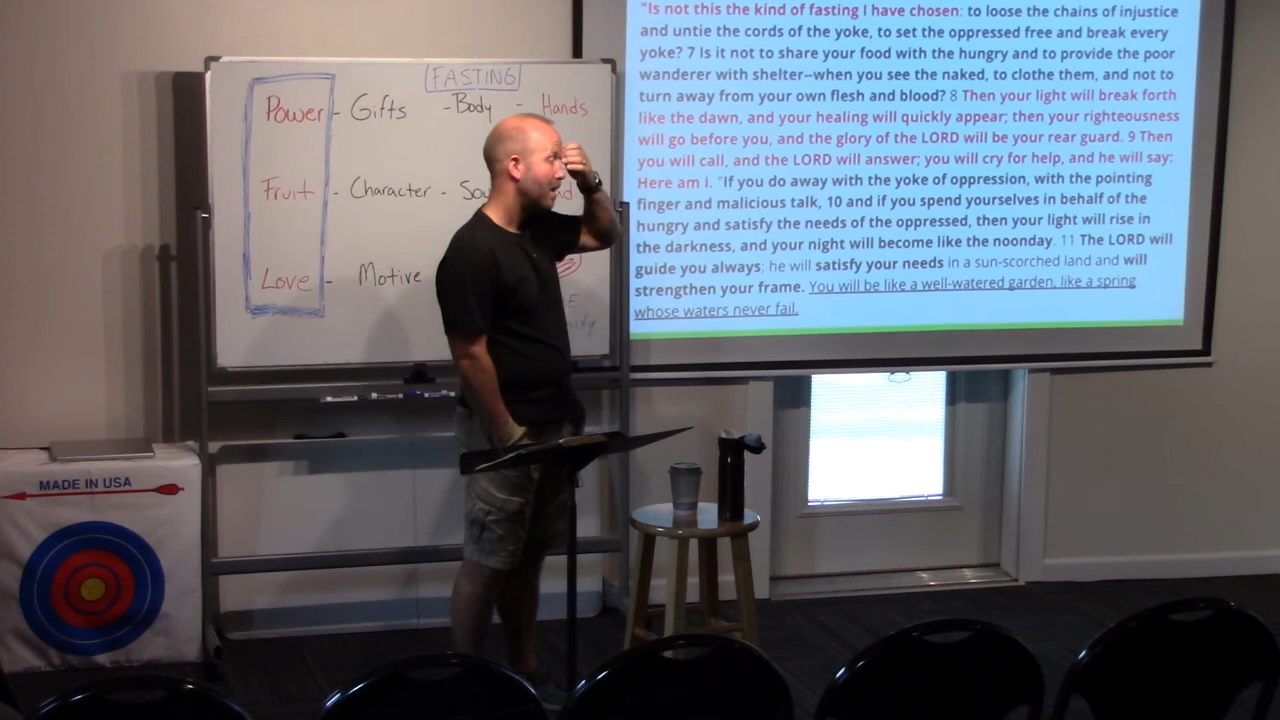 FASTING
Power - Gifts - Body - Hands
Fruit - Character -
Love - Motive
MADE IN USA
"Is not this the kind of fasting I have chosen: to loose the chains of injustice
and untie the cords of the yoke, to set the oppressed free and break every
yoke? 7 Is it not to share your food with the hungry and to provide the poor
wanderer with shelter--when you see the naked, to clothe them, and not to
turn away from your own flesh and blood? 8 Then your light will break forth
like the dawn, and your healing will quickly appear; then your righteousness
will go before you, and the glory of the LORD will be your rear guard. 9 Then
you will call, and the LORD will answer; you will cry for help, and he will say:
Here am I. "If you do away with the yoke of oppression, with the pointing
finger and malicious talk, 10 and if you spend yourselves in behalf of the
hungry and satisfy the needs of the oppressed, then your light will rise in
the darkness, and your night will become like the noonday. 11 The LORD will
guide you always; he will satisfy your needs in a sun-scorched land and will
strengthen your frame. You will be like a well-watered garden, like a spring
whose waters never fail.